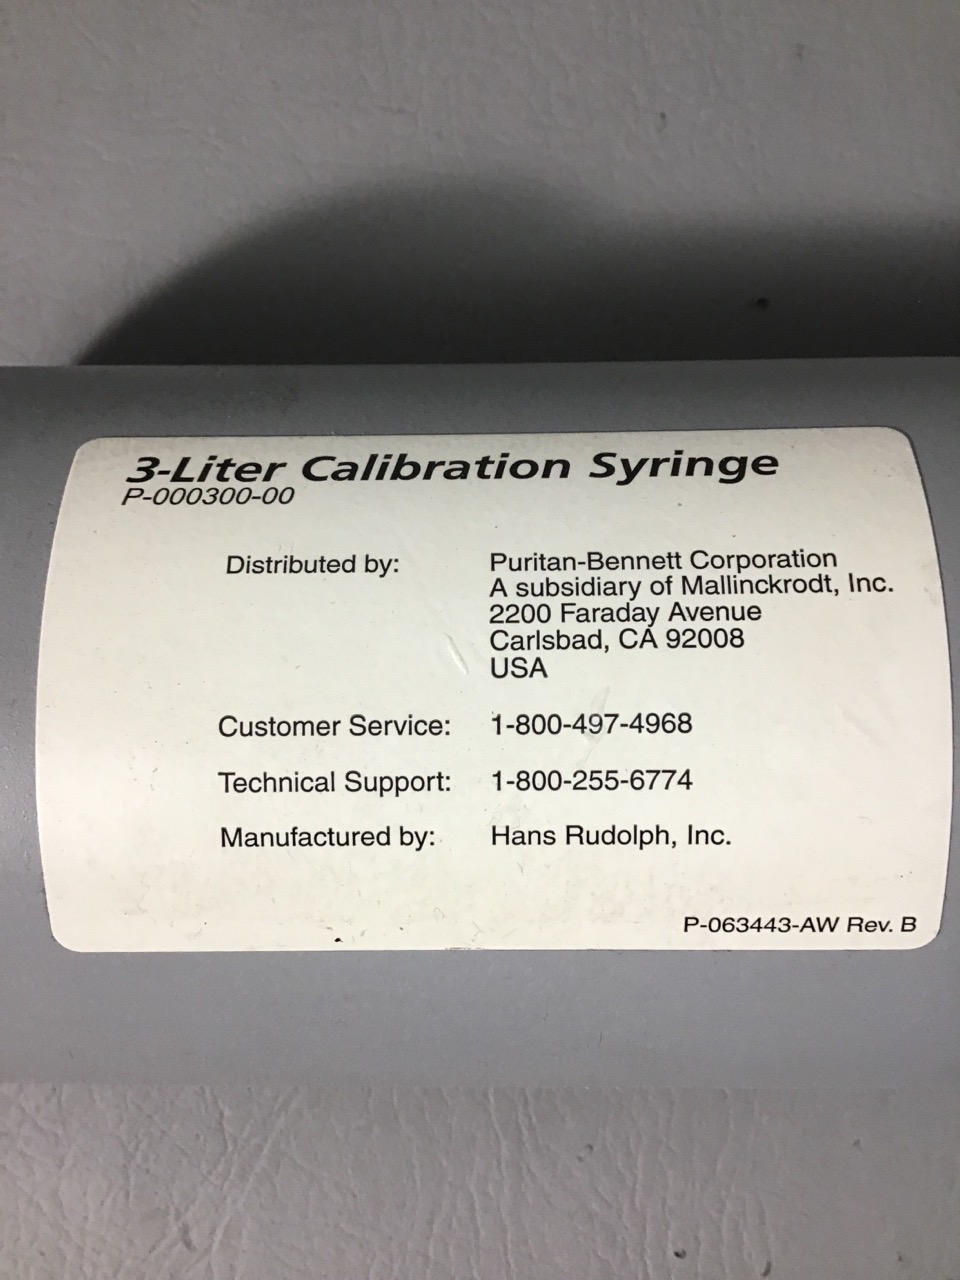 3-Liter Calibration Syringe
P-000300-00
Distributed by: Puritan-Bennett Corporation
A subsidiary of Mallinckrodt, Inc.
2200 Faraday Avenue
Carlsbad, CA 92008
USA
Customer Service: 1-800-497-4968
Technical Support: 1-800-255-6774
Manufactured by: Hans Rudolph, Inc.
P-063443-AW Rev. B